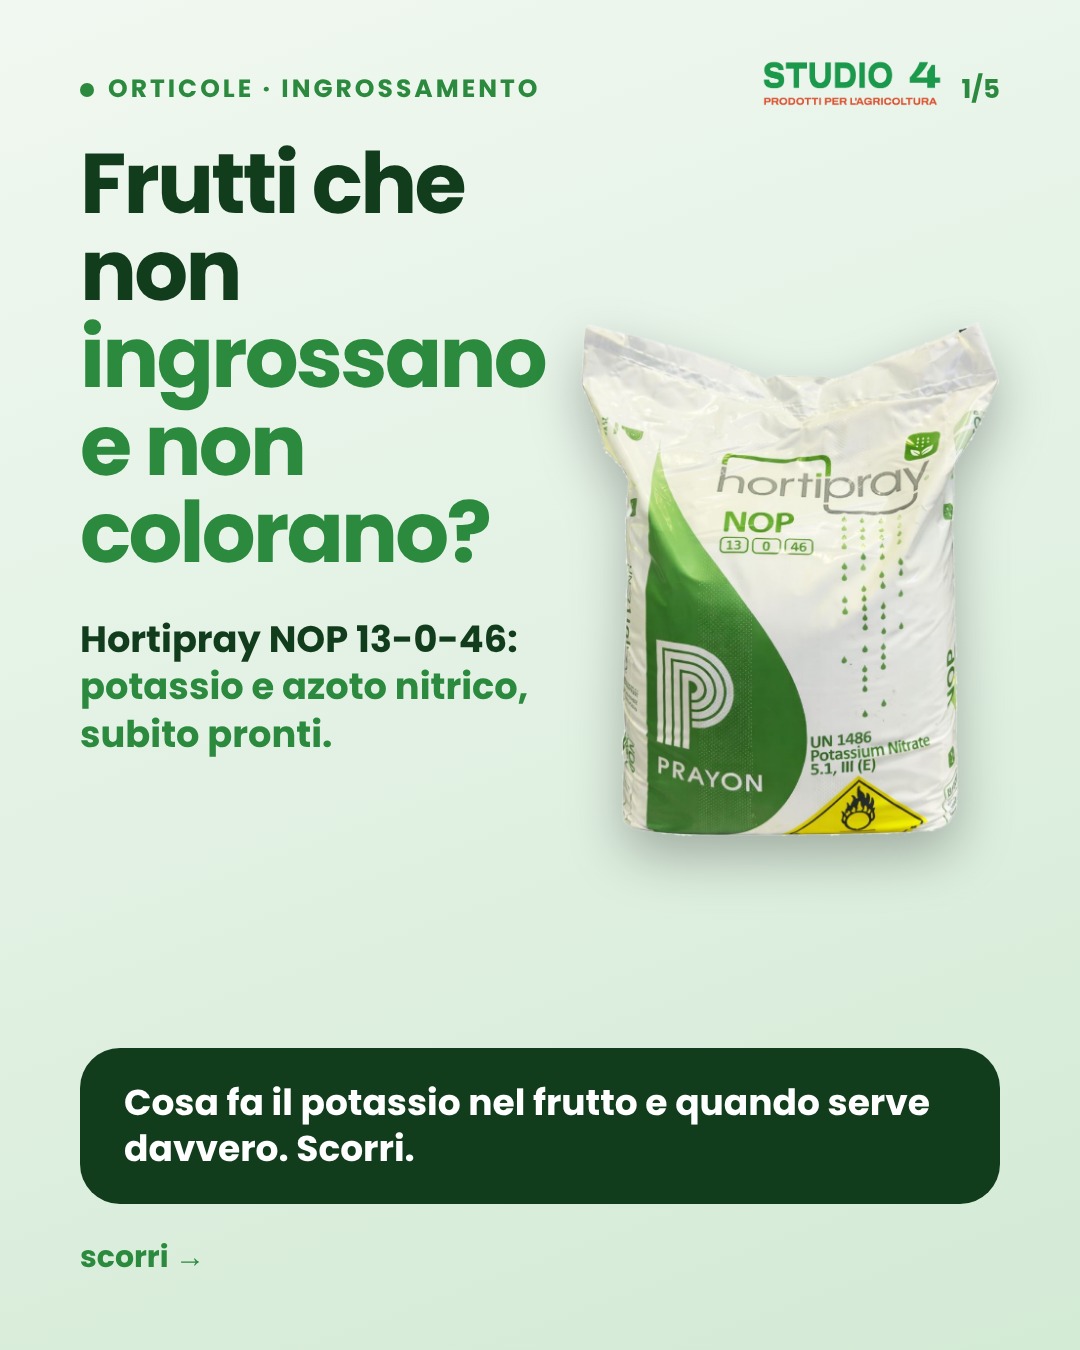 ORTICOLE · INGROSSAMENTO
STUDIO 4
PRODOTTI PER L'AGRICOLTURA
1/5
Frutti che
non
ingrossano
e non
colorano?
Hortipray NOP 13-0-46:
potassio e azoto nitrico,
subito pronti.
hortipray
NOP
13 0 46
PRAYON
UN 1486
Potassium Nitrate
5.1, III (E)
NOP
Cosa fa il potassio nel frutto e quando serve
davvero. Scorri.
scorri →